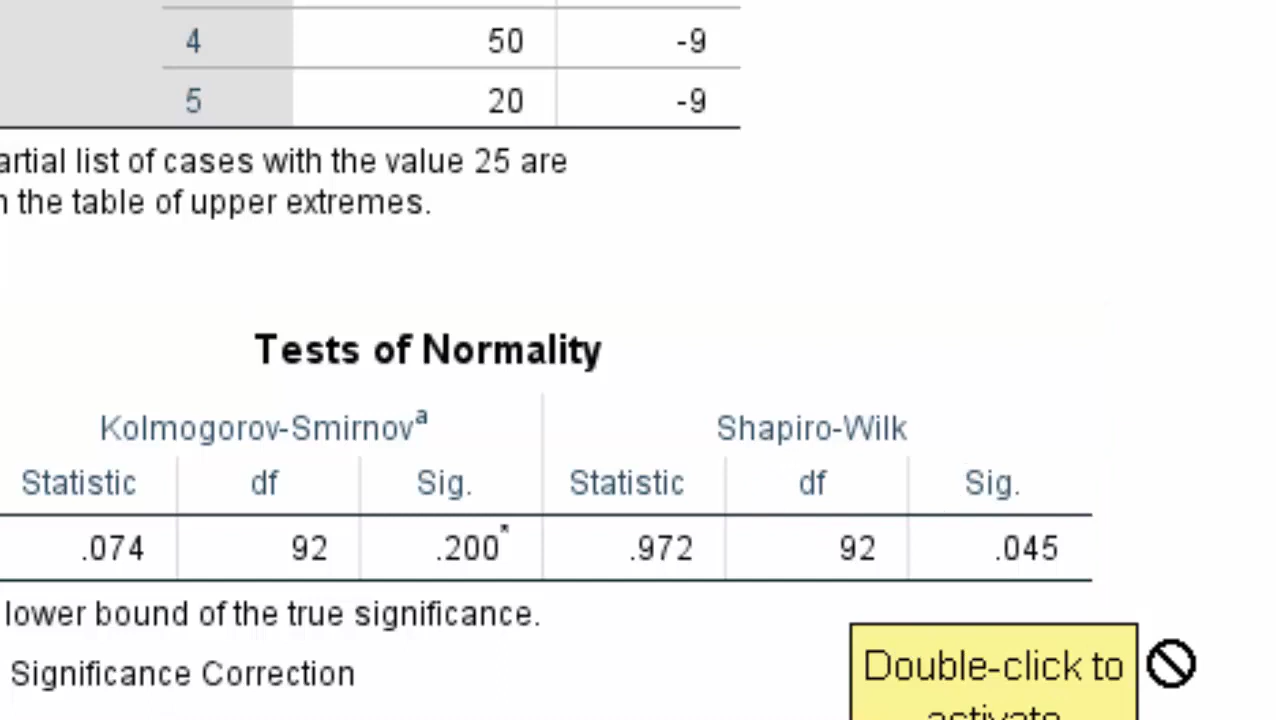 4 50 -9
5 20 -9
list of cases with the value 25 are
the table of upper extremes.
Tests of Normality
Kolmogorov-Smirnovᵃ Shapiro-Wilk
Statistic df Sig. Statistic df Sig.
.074 92 .200* .972 92 .045
lower bound of the true significance.
Significance Correction
Double-click to
activate